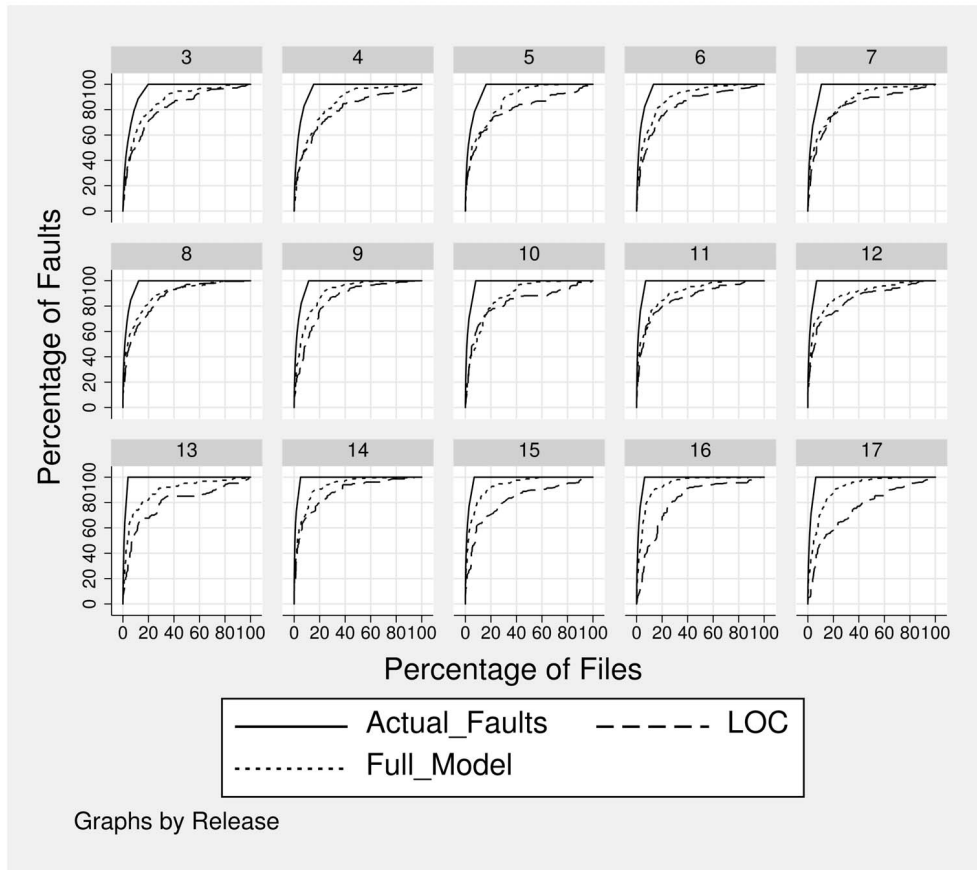 3 4 5 6 7
0 20 40 60 80100
8 9 10 11 12
0 20 40 60 80100
13 14 15 16 17
0 20 40 60 80100
0 20 40 60 80100 0 20 40 60 80100 0 20 40 60 80100 0 20 40 60 80100 0 20 40 60 80100
Percentage of Faults
Percentage of Files
Actual_Faults LOC
Full_Model
Graphs by Release